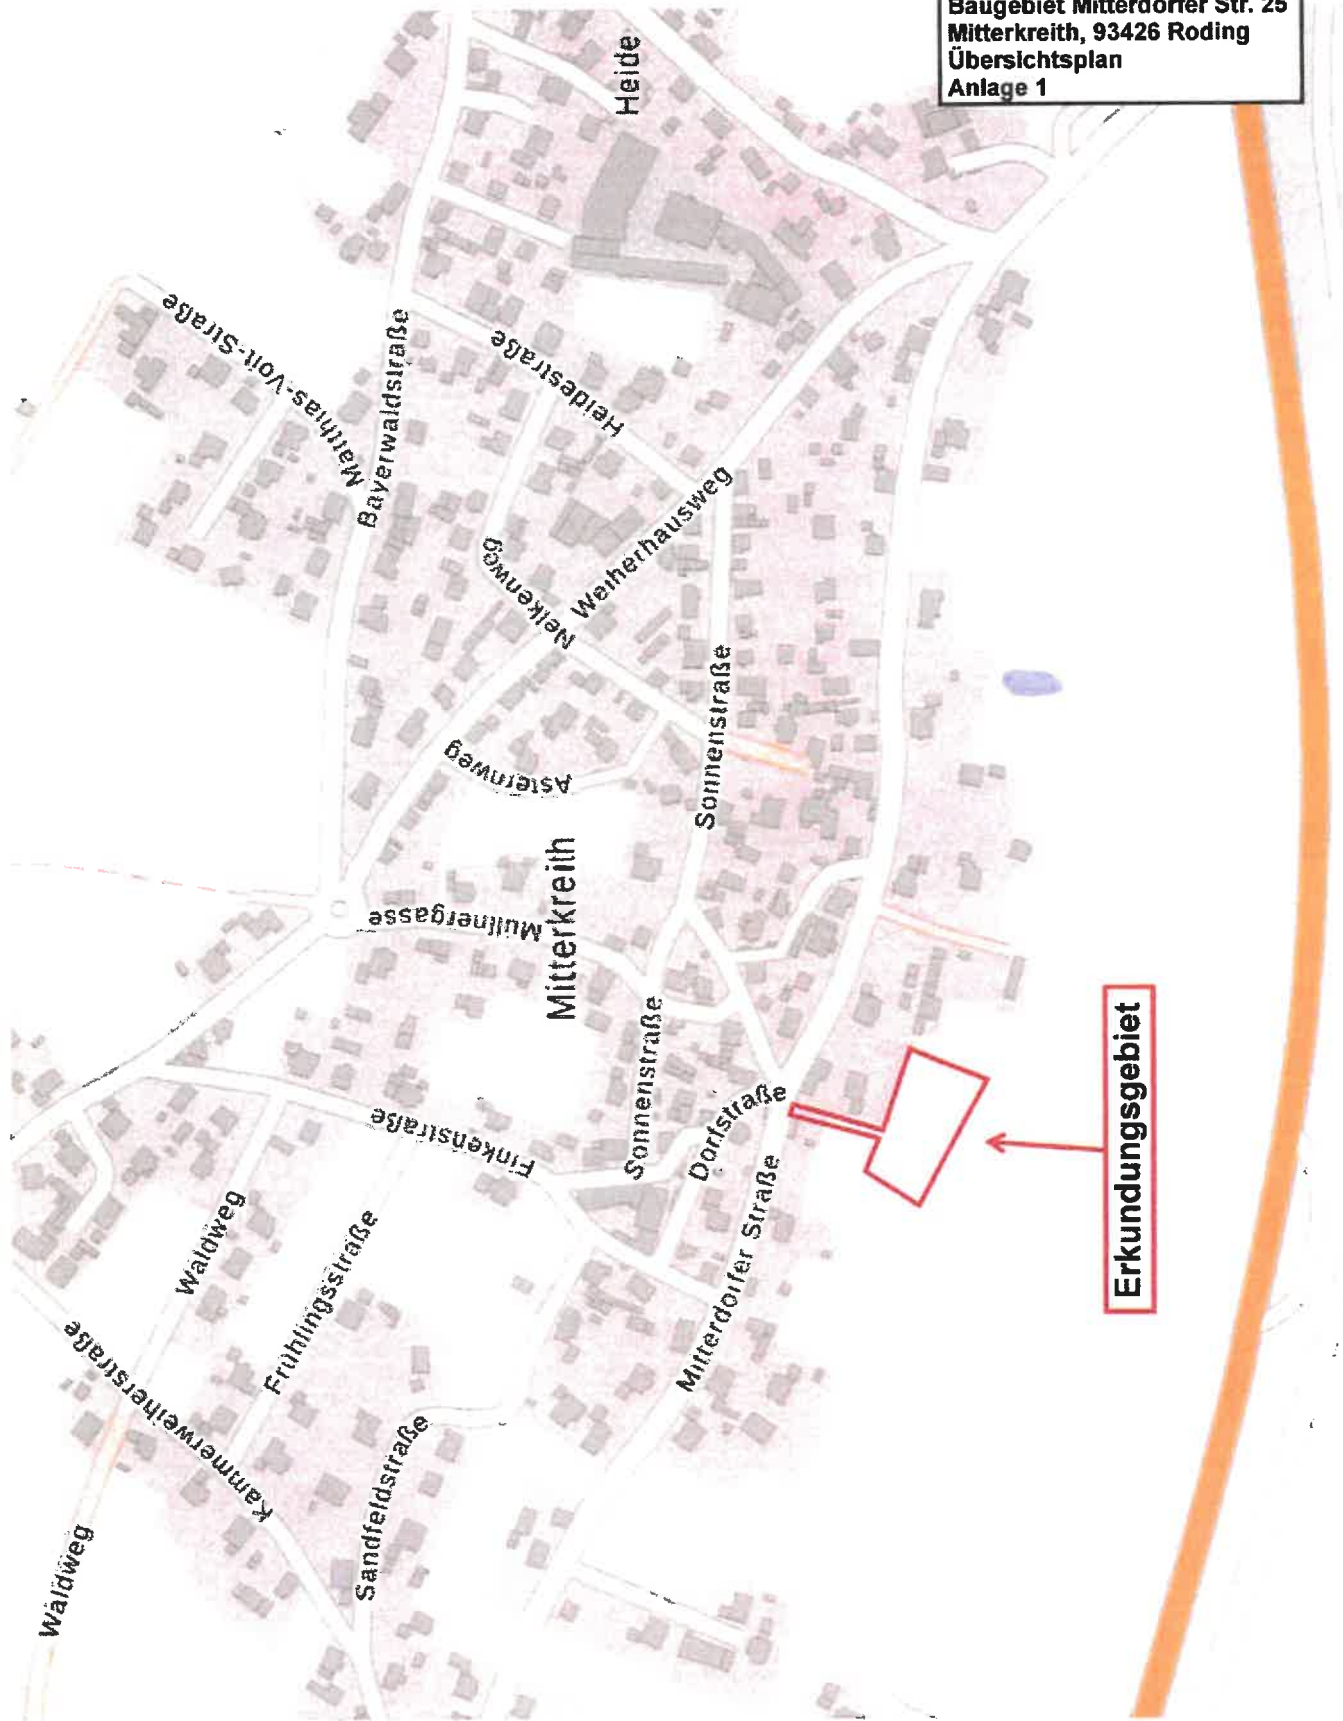 Baugebiet Mitterdorfer Str. 25
Mitterkreith, 93426 Roding
Übersichtsplan
Anlage 1
Heide
Matthias-Voit-Straße
Bayerwaldstraße
Heidestraße
Nelkenweg
Weiherhausweg
Asternweg
Sonnenstraße
Müllnergasse
Mitterkreith
Sonnenstraße
Finkenstraße
Dorfstraße
Mitterdorfer Straße
Waldweg
Frühlingsstraße
Kammerweiherstraße
Sandfeldstraße
Waldweg
Erkundungsgebiet